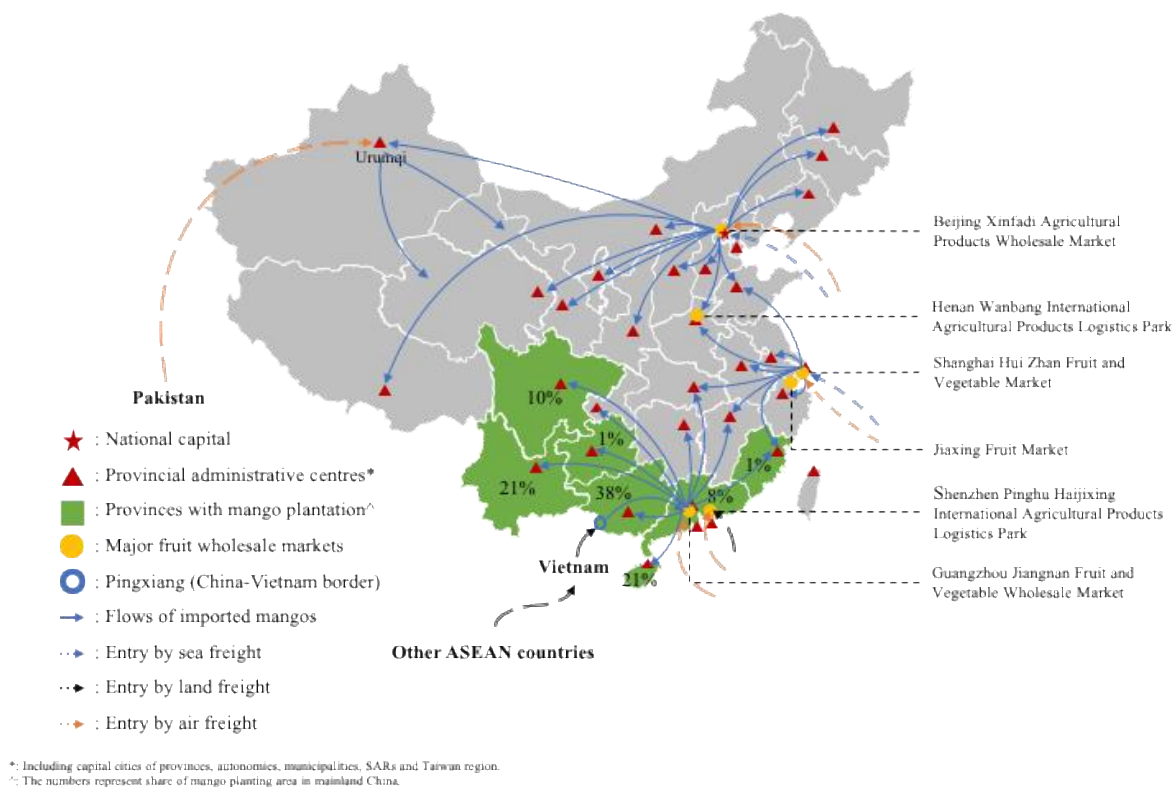 Urumqi
Beijing Xinfadi Agricultural
Products Wholesale Market
Henan Wanbang International
Agricultural Products Logistics Park
Shanghai Hui Zhan Fruit and
Vegetable Market
Jiaxing Fruit Market
Shenzhen Pinghu Haijixing
International Agricultural Products
Logistics Park
Guangzhou Jiangnan Fruit and
Vegetable Wholesale Market
10%
1%
21%
38%
8%
1%
21%
Pakistan
Vietnam
Other ASEAN countries
: National capital
: Provincial administrative centres*
: Provinces with mango plantation^
: Major fruit wholesale markets
: Pingxiang (China-Vietnam border)
: Flows of imported mangos
: Entry by sea freight
: Entry by land freight
: Entry by air freight
*: Including capital cities of provinces, autonomies, municipalities, SARs and Taiwan region.
^: The numbers represent share of mango planting area in mainland China.